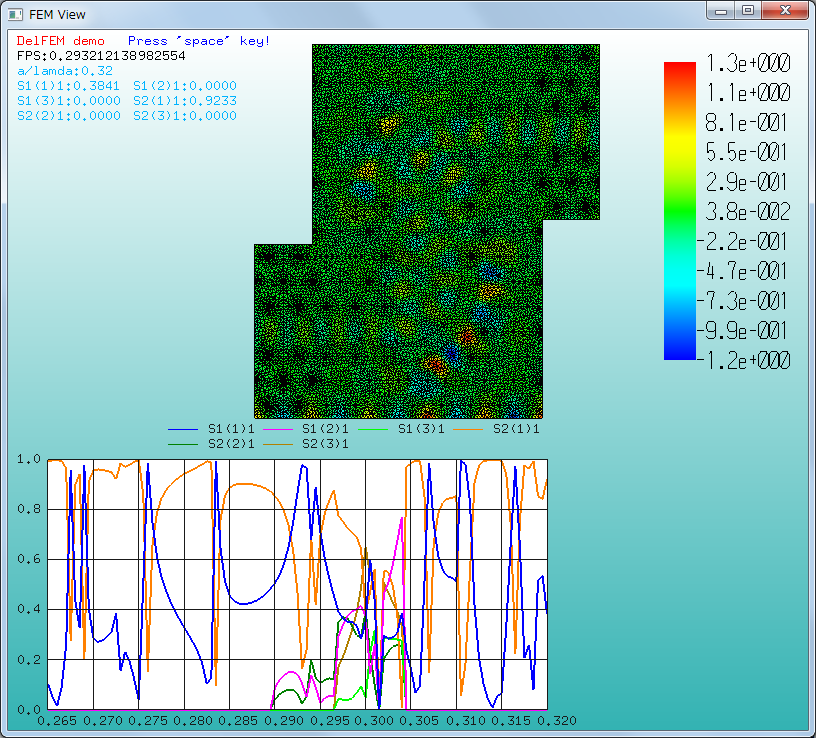 FEM View
DelFEM demo Press "space" key!
FPS:0.293212138982554
a/lamda:0.32
S1(1)1:0.3841 S1(2)1:0.0000
S1(3)1:0.0000 S2(1)1:0.9233
S2(2)1:0.0000 S2(3)1:0.0000
1.3e+000
1.1e+000
8.1e-001
5.5e-001
2.9e-001
3.8e-002
-2.2e-001
-4.7e-001
-7.3e-001
-9.9e-001
-1.2e+000
S1(1)1 S1(2)1 S1(3)1 S2(1)1
S2(2)1 S2(3)1
1.0
0.8
0.6
0.4
0.2
0.0
0.265 0.270 0.275 0.280 0.285 0.290 0.295 0.300 0.305 0.310 0.315 0.320